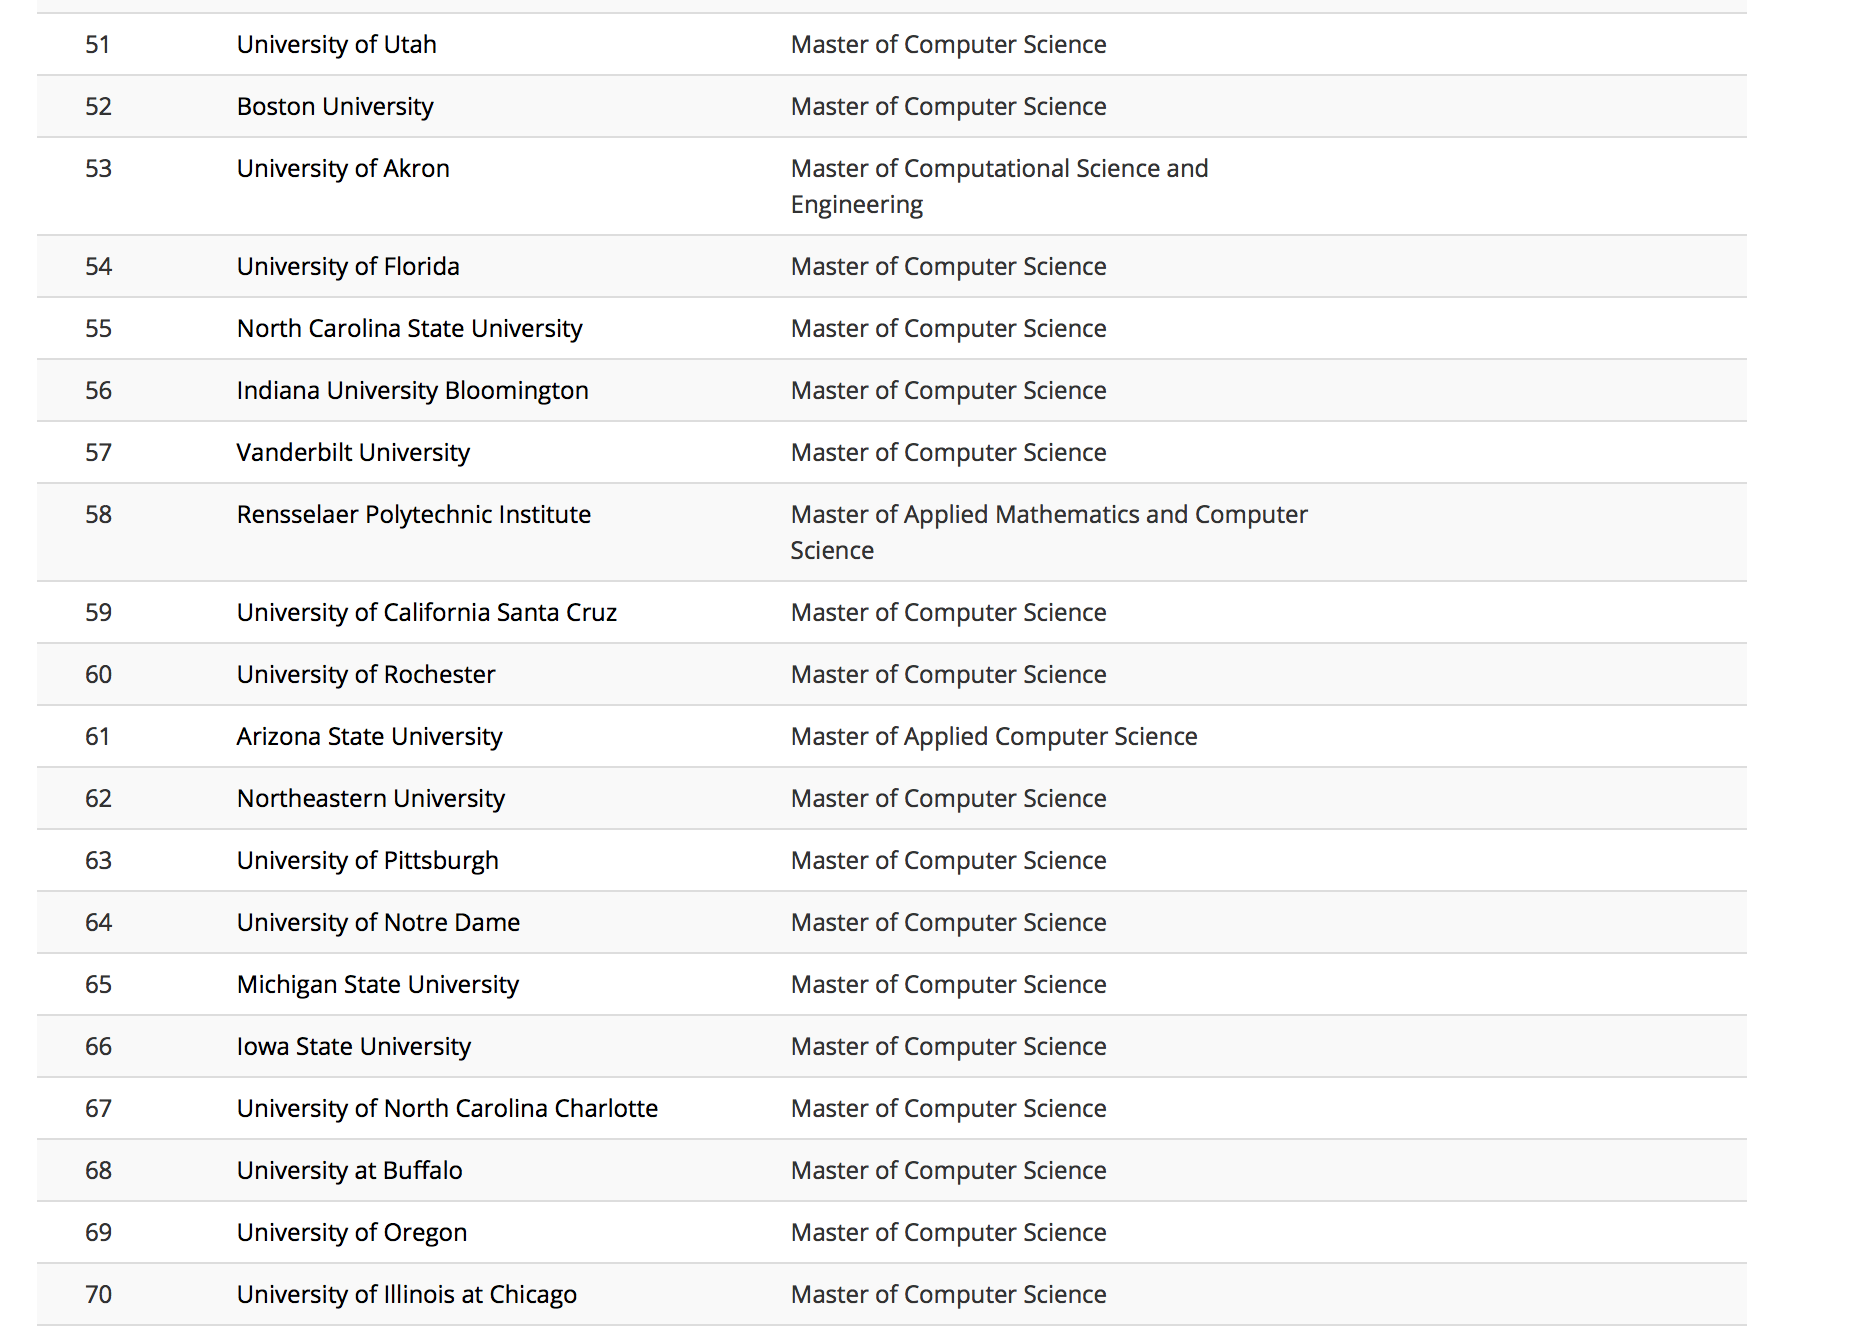 51 University of Utah Master of Computer Science
52 Boston University Master of Computer Science
53 University of Akron Master of Computational Science and
Engineering
54 University of Florida Master of Computer Science
55 North Carolina State University Master of Computer Science
56 Indiana University Bloomington Master of Computer Science
57 Vanderbilt University Master of Computer Science
58 Rensselaer Polytechnic Institute Master of Applied Mathematics and Computer
Science
59 University of California Santa Cruz Master of Computer Science
60 University of Rochester Master of Computer Science
61 Arizona State University Master of Applied Computer Science
62 Northeastern University Master of Computer Science
63 University of Pittsburgh Master of Computer Science
64 University of Notre Dame Master of Computer Science
65 Michigan State University Master of Computer Science
66 Iowa State University Master of Computer Science
67 University of North Carolina Charlotte Master of Computer Science
68 University at Buffalo Master of Computer Science
69 University of Oregon Master of Computer Science
70 University of Illinois at Chicago Master of Computer Science